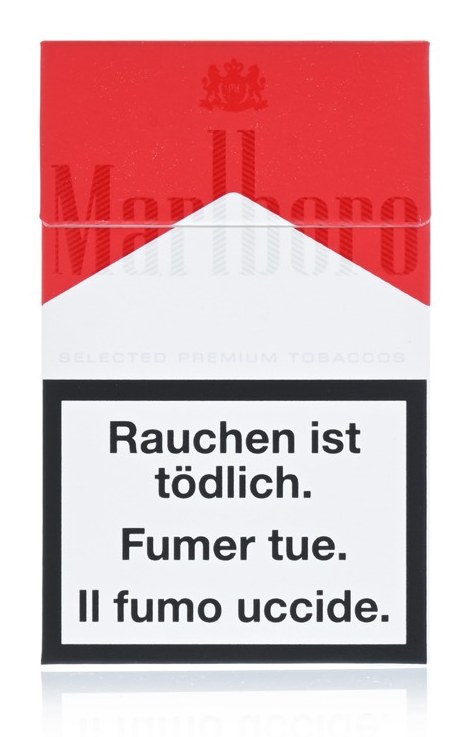 Marlboro
SELECTED PREMIUM TOBACCOS
Rauchen ist
tödlich.
Fumer tue.
Il fumo uccide.